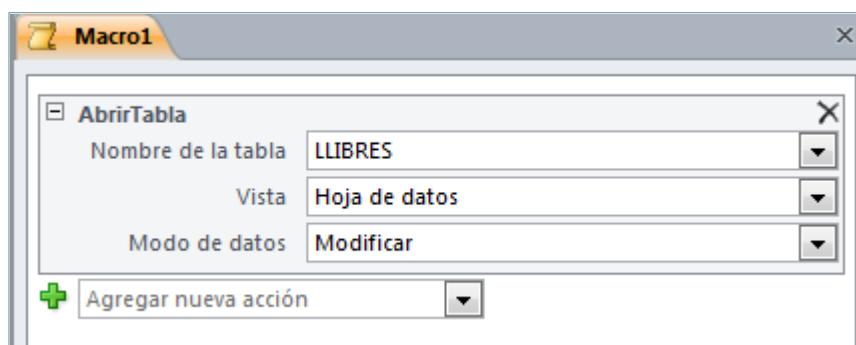 Macro1
AbrirTabla
Nombre de la tabla LLIBRES
Vista Hoja de datos
Modo de datos Modificar
Agregar nueva acción